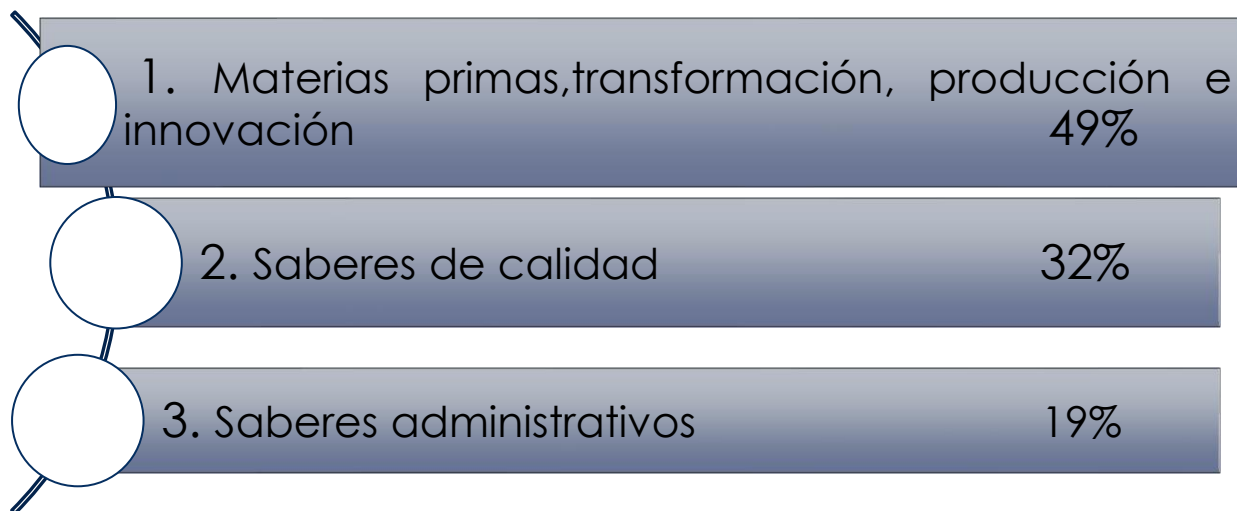 1. Materias primas,transformación, producción e
innovación 49%
2. Saberes de calidad 32%
3. Saberes administrativos 19%